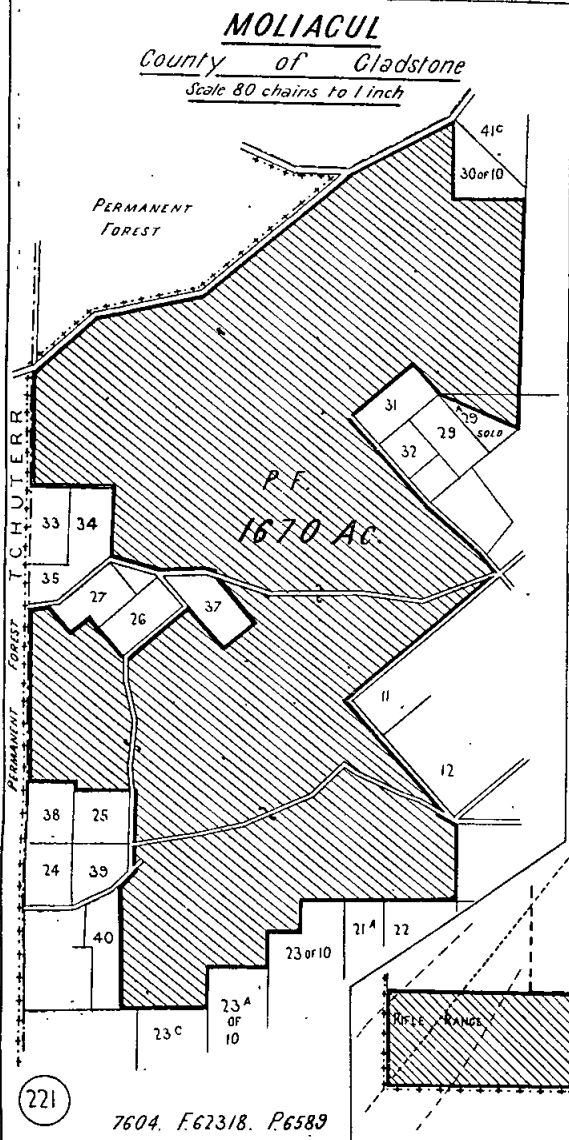 MOLIAGUL
County of Gladstone
Scale 80 chains to 1 inch
41C
30 of 10
PERMANENT
FOREST
31
A
29
29
SOLD
32
P.F.
1670 Ac.
TCHUTERR
PERMANENT FOREST
33
34
35
27
26
37
11
12
38
25
24
39
40
23 of 10
21A
22
23A
OF
10
23C
RIFLE RANGE
221
7604. F.62318. P.6589